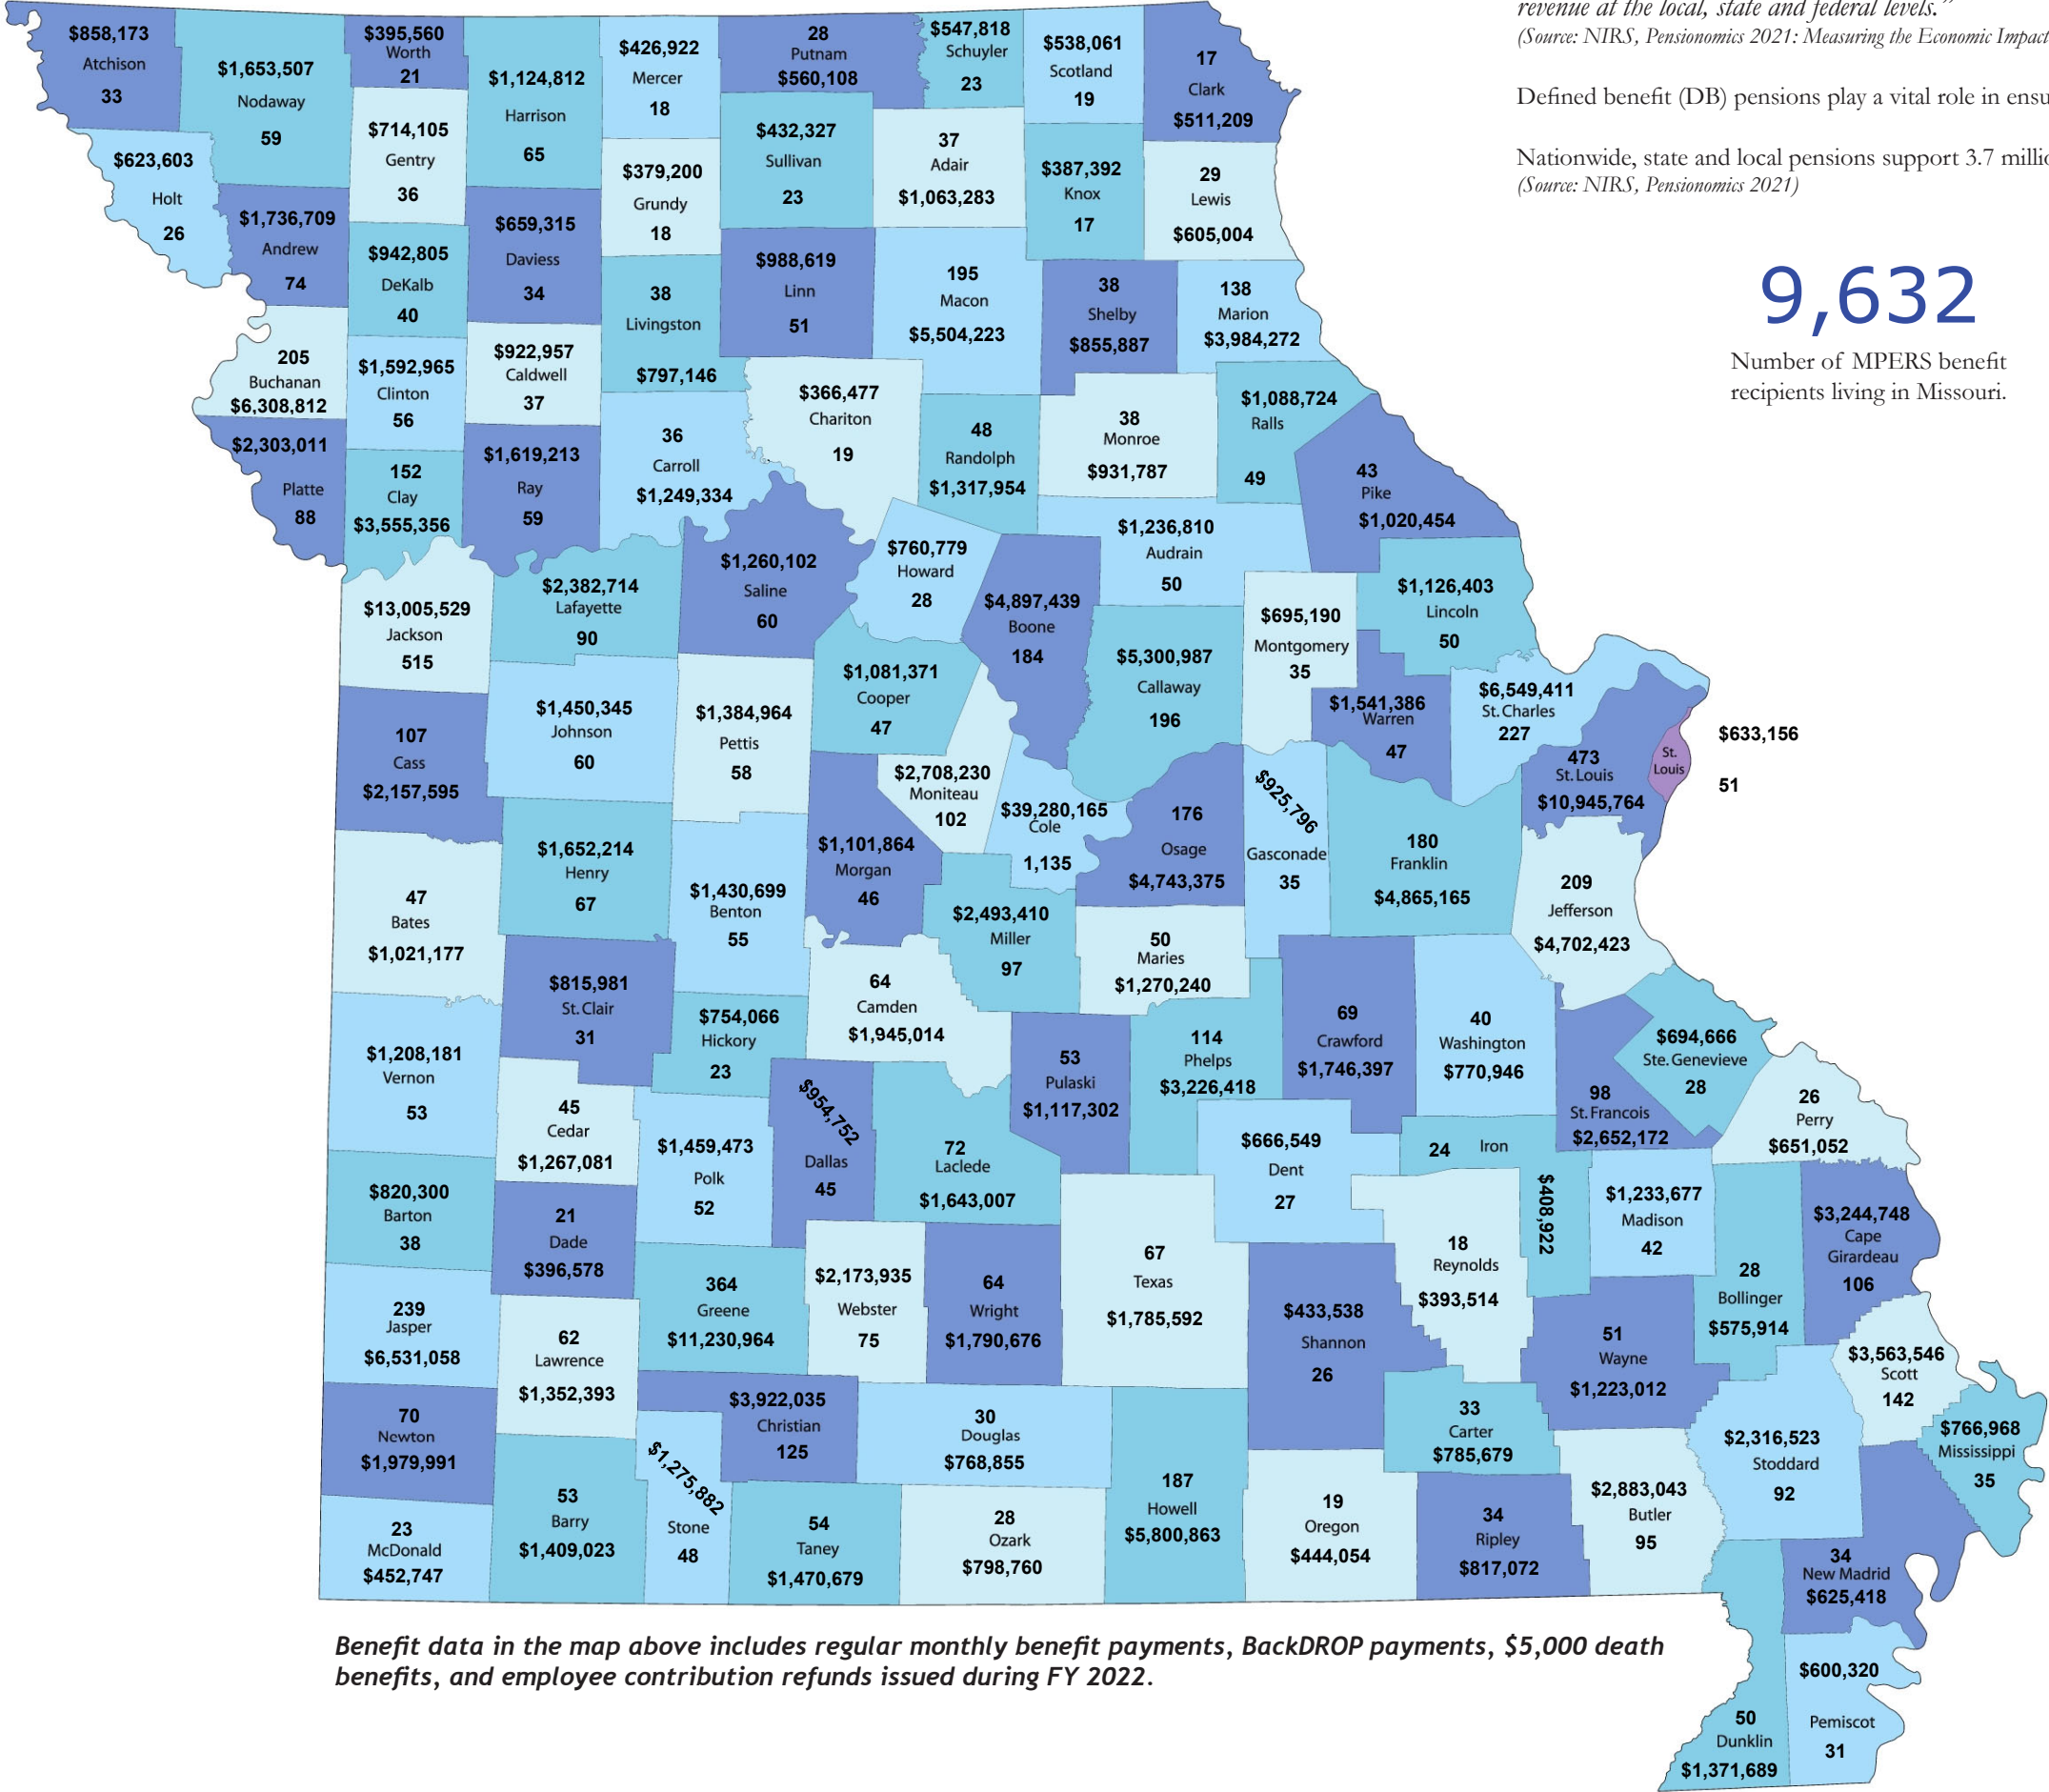 revenue at the local, state and federal levels.”
(Source: NIRS, Pensionomics 2021: Measuring the Economic Impact
Defined benefit (DB) pensions play a vital role in ensu
Nationwide, state and local pensions support 3.7 millio
(Source: NIRS, Pensionomics 2021)
9,632
Number of MPERS benefit
recipients living in Missouri.
$858,173
Atchison
33
$1,653,507
Nodaway
59
$395,560
Worth
21
$1,124,812
Harrison
65
$426,922
Mercer
18
28
Putnam
$560,108
$547,818
Schuyler
23
$538,061
Scotland
19
17
Clark
$511,209
$623,603
Holt
26
$1,736,709
Andrew
74
$714,105
Gentry
36
$942,805
DeKalb
40
$659,315
Daviess
34
$379,200
Grundy
18
$432,327
Sullivan
23
37
Adair
$1,063,283
$387,392
Knox
17
29
Lewis
$605,004
205
Buchanan
$6,308,812
$1,592,965
Clinton
56
$922,957
Caldwell
37
38
Livingston
$797,146
$988,619
Linn
51
195
Macon
$5,504,223
38
Shelby
$855,887
138
Marion
$3,984,272
$2,303,011
Platte
88
152
Clay
$3,555,356
$1,619,213
Ray
59
36
Carroll
$1,249,334
$366,477
Chariton
19
48
Randolph
$1,317,954
38
Monroe
$931,787
$1,088,724
Ralls
49
43
Pike
$1,020,454
$13,005,529
Jackson
515
$2,382,714
Lafayette
90
$1,260,102
Saline
60
$760,779
Howard
28
$4,897,439
Boone
184
$1,236,810
Audrain
50
$5,300,987
Callaway
196
$695,190
Montgomery
35
$1,126,403
Lincoln
50
$1,541,386
Warren
47
$6,549,411
St. Charles
227
473
St. Louis
$10,945,764
St.
Louis
$633,156
51
107
Cass
$2,157,595
$1,450,345
Johnson
60
$1,384,964
Pettis
58
$1,081,371
Cooper
47
$2,708,230
Moniteau
102
$39,280,165
Cole
1,135
176
Osage
$4,743,375
$925,796
Gasconade
35
180
Franklin
$4,865,165
209
Jefferson
$4,702,423
47
Bates
$1,021,177
$1,652,214
Henry
67
$1,430,699
Benton
55
$1,101,864
Morgan
46
$2,493,410
Miller
97
50
Maries
$1,270,240
$815,981
St. Clair
31
$754,066
Hickory
23
64
Camden
$1,945,014
53
Pulaski
$1,117,302
114
Phelps
$3,226,418
69
Crawford
$1,746,397
40
Washington
$770,946
98
St. Francois
$2,652,172
$694,666
Ste. Genevieve
28
26
Perry
$651,052
$1,208,181
Vernon
53
45
Cedar
$1,267,081
$1,459,473
Polk
52
$954,752
Dallas
45
72
Laclede
$1,643,007
$666,549
Dent
27
24
Iron
$408,922
$1,233,677
Madison
42
28
Bollinger
$575,914
$3,244,748
Cape
Girardeau
106
$820,300
Barton
38
21
Dade
$396,578
364
Greene
$11,230,964
$2,173,935
Webster
75
64
Wright
$1,790,676
67
Texas
$1,785,592
$433,538
Shannon
26
18
Reynolds
$393,514
51
Wayne
$1,223,012
$3,563,546
Scott
142
239
Jasper
$6,531,058
62
Lawrence
$1,352,393
$3,922,035
Christian
125
30
Douglas
$768,855
33
Carter
$785,679
$2,316,523
Stoddard
92
$766,968
Mississippi
35
70
Newton
$1,979,991
53
Barry
$1,409,023
$1,275,882
Stone
48
54
Taney
$1,470,679
28
Ozark
$798,760
187
Howell
$5,800,863
19
Oregon
$444,054
34
Ripley
$817,072
$2,883,043
Butler
95
34
New Madrid
$625,418
23
McDonald
$452,747
$600,320
Pemiscot
31
50
Dunklin
$1,371,689
Benefit data in the map above includes regular monthly benefit payments, BackDROP payments, $5,000 death
benefits, and employee contribution refunds issued during FY 2022.